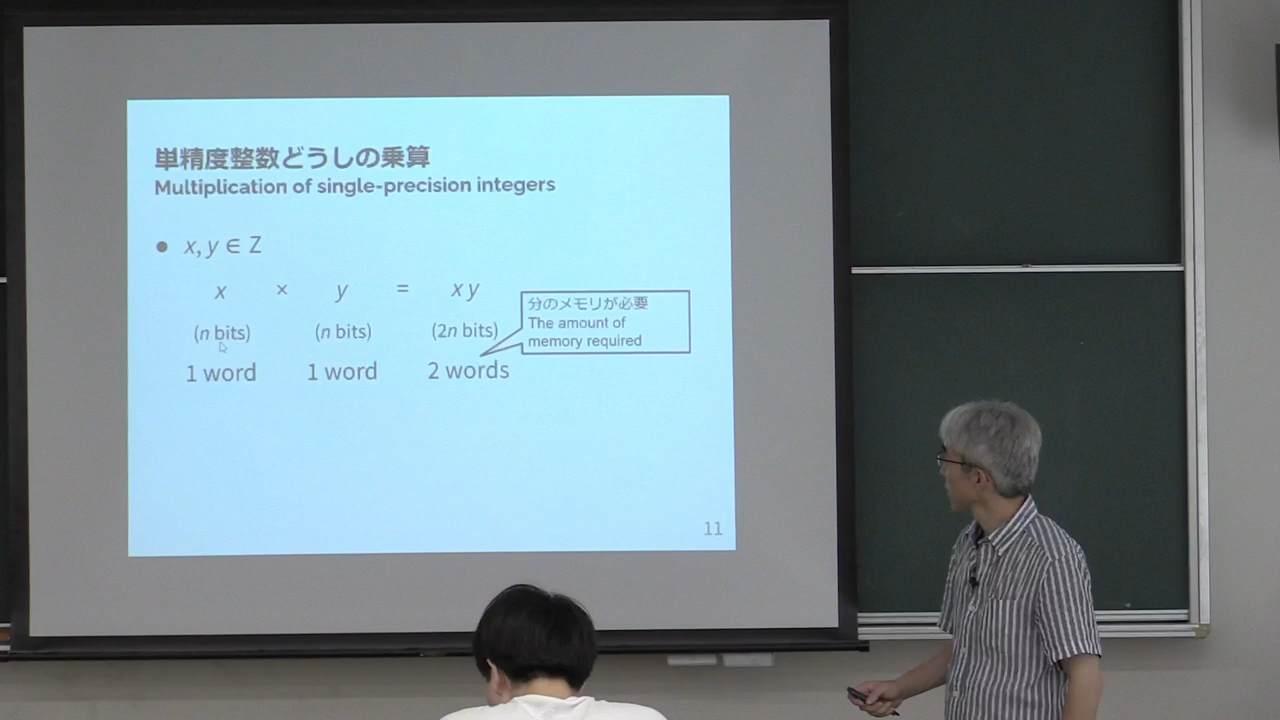 単精度整数どうしの乗算
Multiplication of single-precision integers
● x, y ∈ Z
x × y = x y
(n bits) (n bits) (2n bits)
1 word 1 word 2 words
分のメモリが必要
The amount of
memory required
11